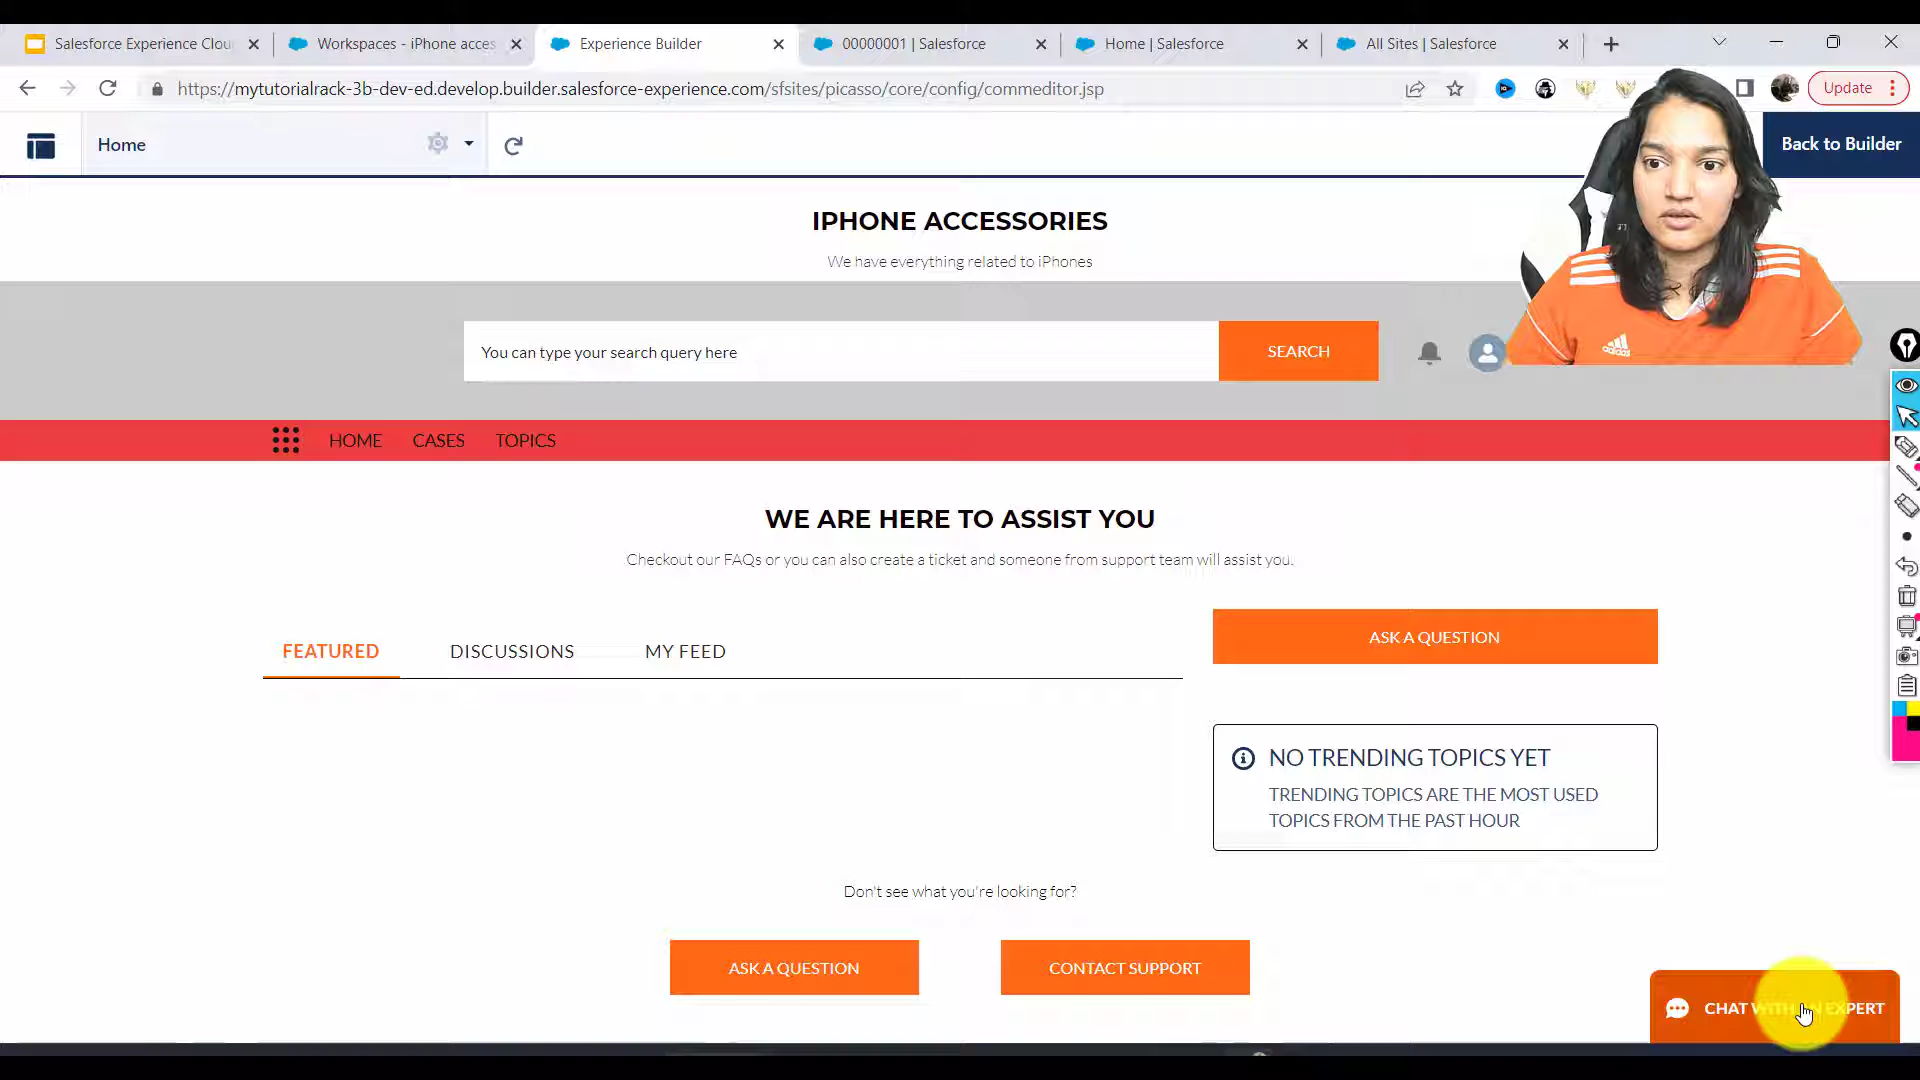 Salesforce Experience Clou
Workspaces - iPhone acces
Experience Builder
00000001 | Salesforce
Home | Salesforce
All Sites | Salesforce
https://mytutorialrack-3b-dev-ed.develop.builder.salesforce-experience.com/sfsites/picasso/core/config/commeditor.jsp
Update
Home
Back to Builder
IPHONE ACCESSORIES
We have everything related to iPhones
You can type your search query here
SEARCH
adidas
HOME CASES TOPICS
WE ARE HERE TO ASSIST YOU
Checkout our FAQs or you can also create a ticket and someone from support team will assist you.
FEATURED DISCUSSIONS MY FEED
ASK A QUESTION
NO TRENDING TOPICS YET
TRENDING TOPICS ARE THE MOST USED
TOPICS FROM THE PAST HOUR
Don't see what you're looking for?
ASK A QUESTION
CONTACT SUPPORT
CHAT WITH AN EXPERT